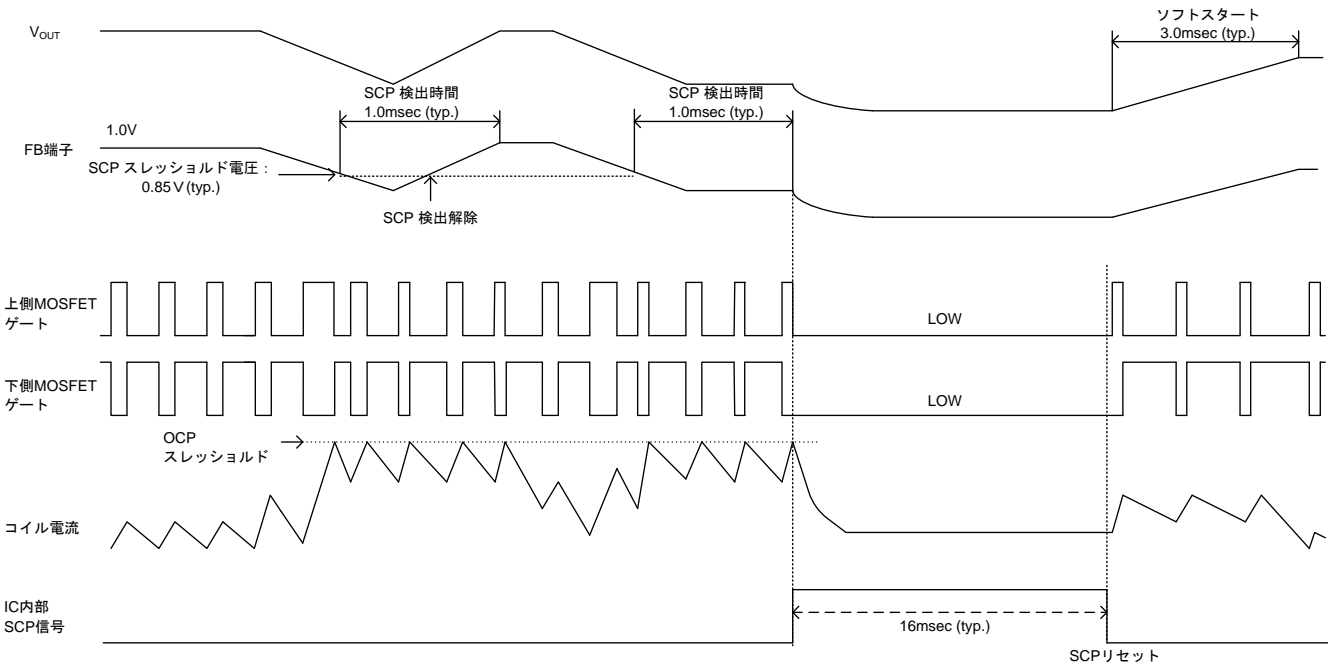 ソフトスタート
3.0msec (typ.)
VOUT
SCP 検出時間
1.0msec (typ.)
SCP 検出時間
1.0msec (typ.)
1.0V
FB端子
SCP スレッショルド電圧：
0.85V(typ.)
SCP 検出解除
上側MOSFET
ゲート
LOW
下側MOSFET
ゲート
LOW
OCP
スレッショルド
コイル電流
IC内部
SCP信号
16msec (typ.)
SCPリセット